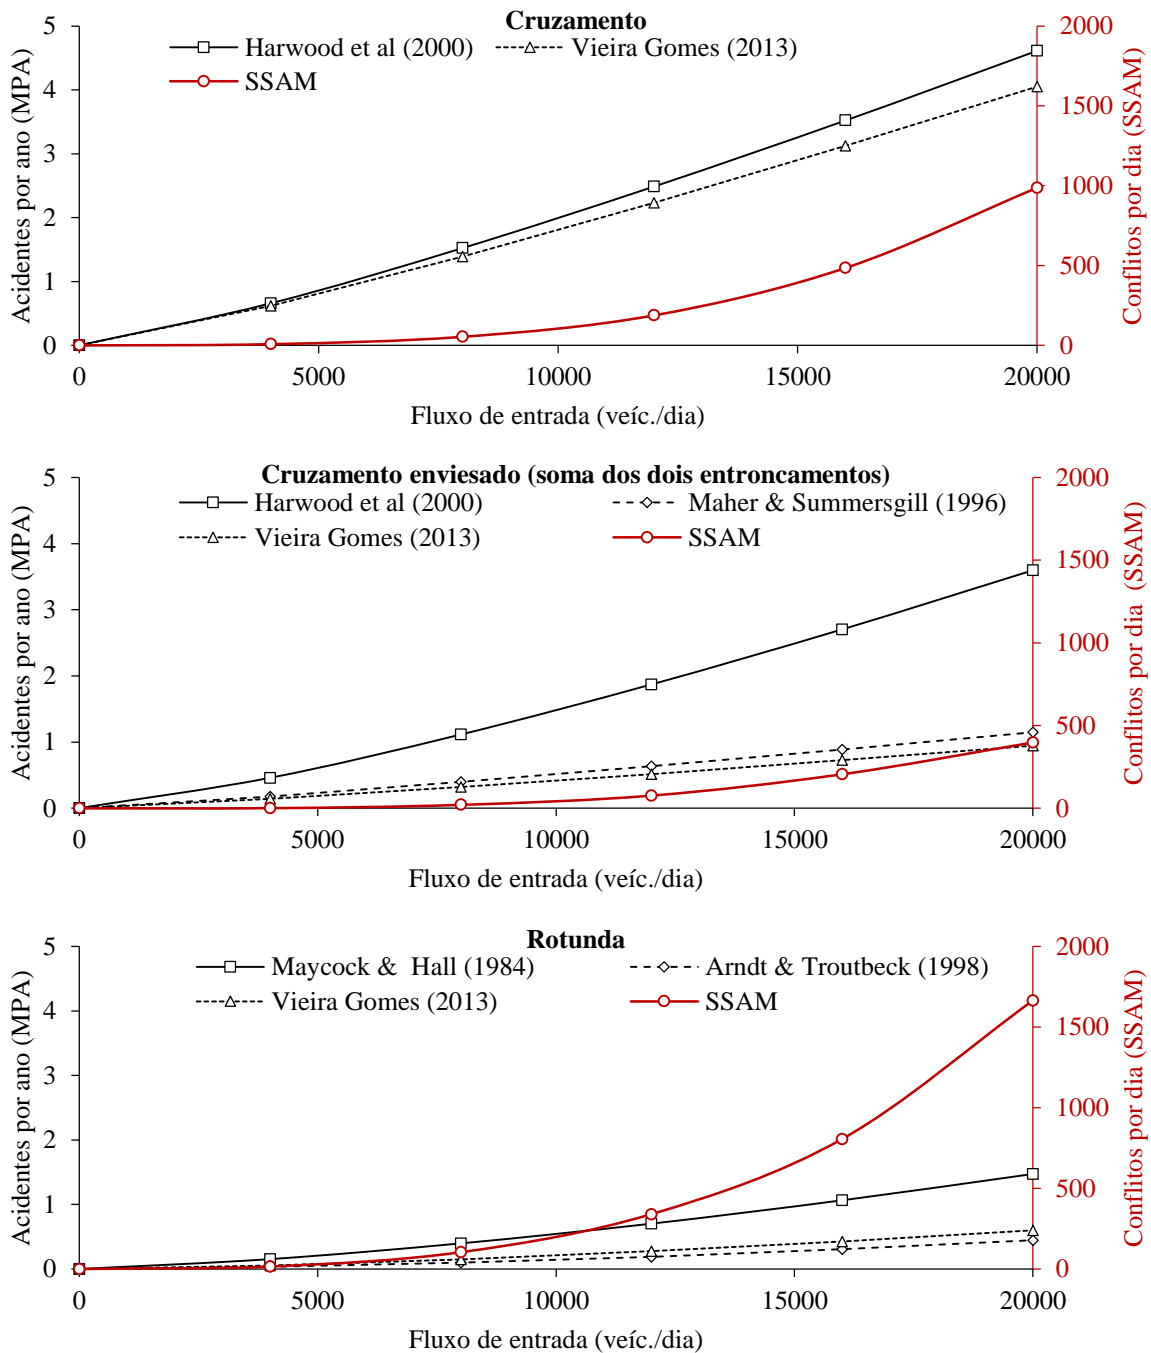 Cruzamento
Harwood et al (2000)
Vieira Gomes (2013)
SSAM
Acidentes por ano (MPA)
Conflitos por dia (SSAM)
5
4
3
2
1
0
2000
1500
1000
500
0
0 5000 10000 15000 20000
Fluxo de entrada (veíc./dia)
Cruzamento enviesado (soma dos dois entroncamentos)
Harwood et al (2000)
Maher & Summersgill (1996)
Vieira Gomes (2013)
SSAM
Acidentes por ano (MPA)
Conflitos por dia (SSAM)
5
4
3
2
1
0
2000
1500
1000
500
0
0 5000 10000 15000 20000
Fluxo de entrada (veíc./dia)
Rotunda
Maycock & Hall (1984)
Arndt & Troutbeck (1998)
Vieira Gomes (2013)
SSAM
Acidentes por ano (MPA)
Conflitos por dia (SSAM)
5
4
3
2
1
0
2000
1500
1000
500
0
0 5000 10000 15000 20000
Fluxo de entrada (veíc./dia)